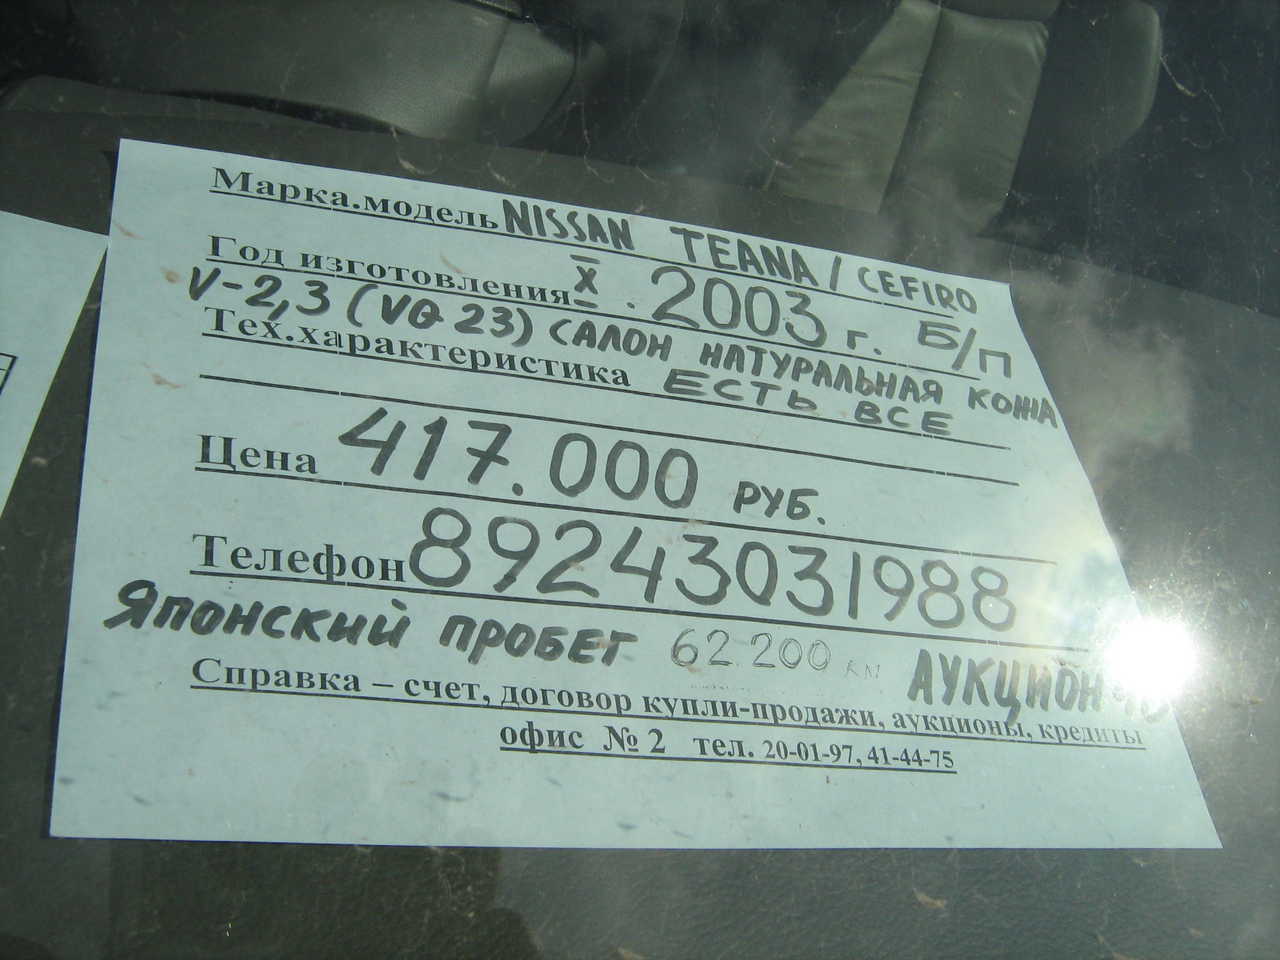 Марка.модель NISSAN TEANA / CEFIRO
Год изготовления X . 2003 г. Б/П
V-2,3 (VQ 23) САЛОН НАТУРАЛЬНАЯ КОЖА
Тех.характеристика ЕСТЬ ВСЕ
Цена 417.000 РУБ.
Телефон 89243031988
ЯПОНСКИЙ ПРОБЕГ 62.200 КМ
Справка – счет, договор купли-продажи, аукционы, кредиты
офис № 2 тел. 20-01-97, 41-44-75